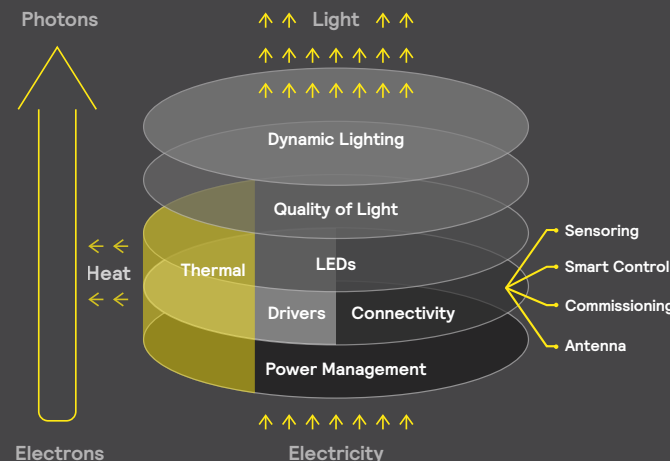 Photons
Light
Dynamic Lighting
Quality of Light
Sensoring
LEDs
Smart Control
Heat
Thermal
Drivers
Connectivity
Commissioning
Antenna
Power Management
Electrons
Electricity